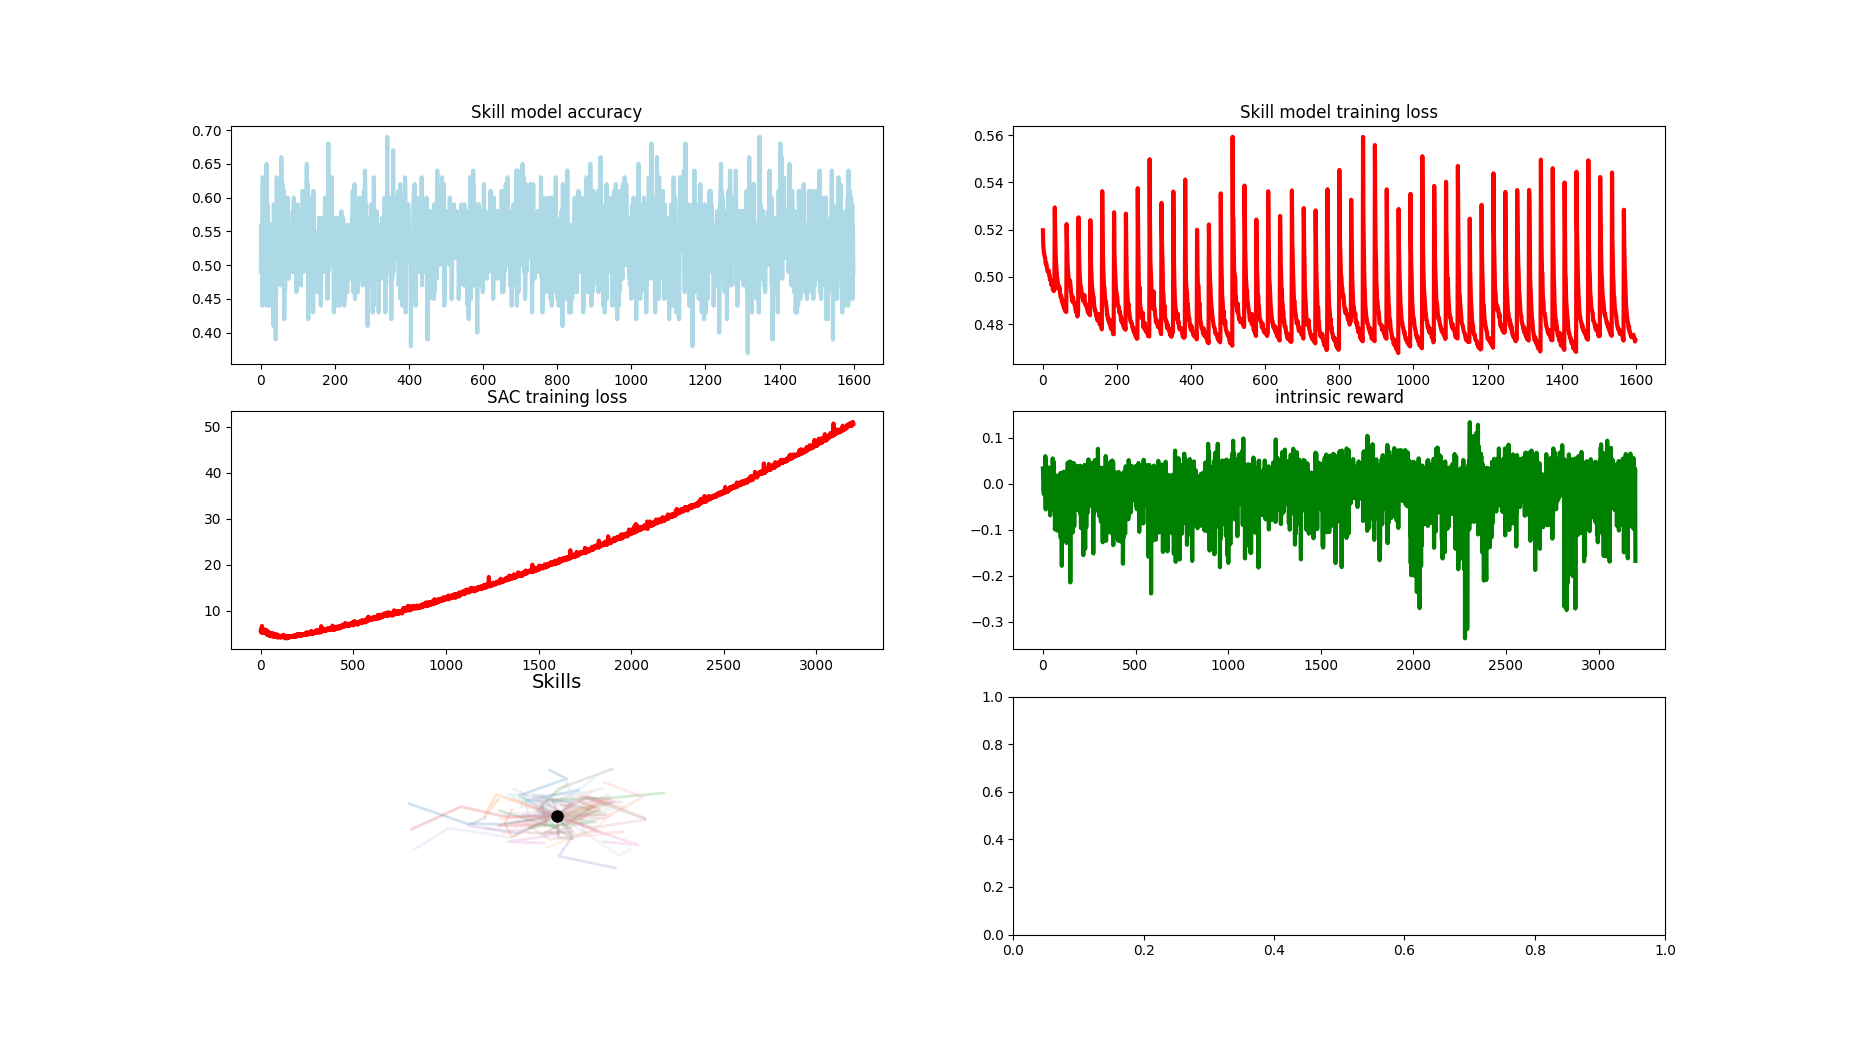 Skill model accuracy
0.70
0.65
0.60
0.55
0.50
0.45
0.40
0 200 400 600 800 1000 1200 1400 1600
Skill model training loss
0.56
0.54
0.52
0.50
0.48
0 200 400 600 800 1000 1200 1400 1600
SAC training loss
50
40
30
20
10
0 500 1000 1500 2000 2500 3000
intrinsic reward
0.1
0.0
−0.1
−0.2
−0.3
0 500 1000 1500 2000 2500 3000
Skills
1.0
0.8
0.6
0.4
0.2
0.0
0.0 0.2 0.4 0.6 0.8 1.0